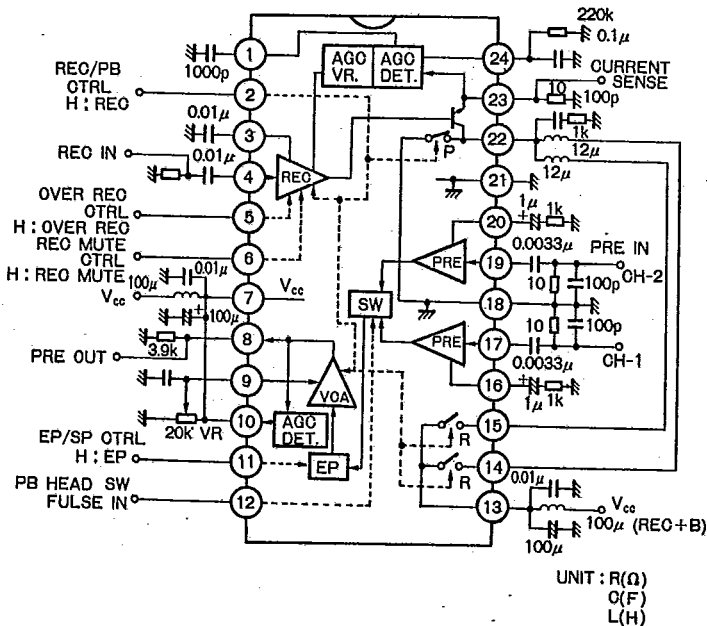 220k
0.1μ
1000p
1
AGC
VR.
AGC
DET.
24
REC/PB
CTRL
H : REC
2
23
10
CURRENT
SENSE
100p
0.01μ
3
P
22
1k
12μ
12μ
REC IN
0.01μ
4
REC
21
OVER REC
CTRL
H : OVER REC
5
1μ
+
1k
20
REC MUTE
CTRL
H : REC MUTE
6
PRE
19
0.0033μ
PRE IN
CH-2
100μ
0.01μ
Vcc
7
Vcc
SW
10
100p
18
+
100μ
8
3.9k
PRE OUT
PRE
17
10
100p
CH-1
0.0033μ
9
VCA
16
+
1μ
1k
20k VR
10
AGC
DET.
R
15
EP/SP CTRL
H : EP
11
EP
R
14
PB HEAD SW
FULSE IN
12
13
0.01μ
Vcc
100μ (REC+B)
100μ
UNIT : R(Ω)
C(F)
L(H)